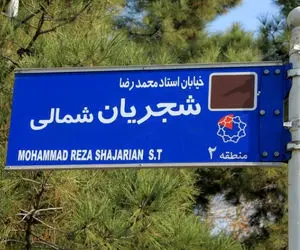 خیابان استاد محمد رضا
شجریان شمالی
MOHAMMAD REZA SHAJARIAN S.T
منطقه ۲